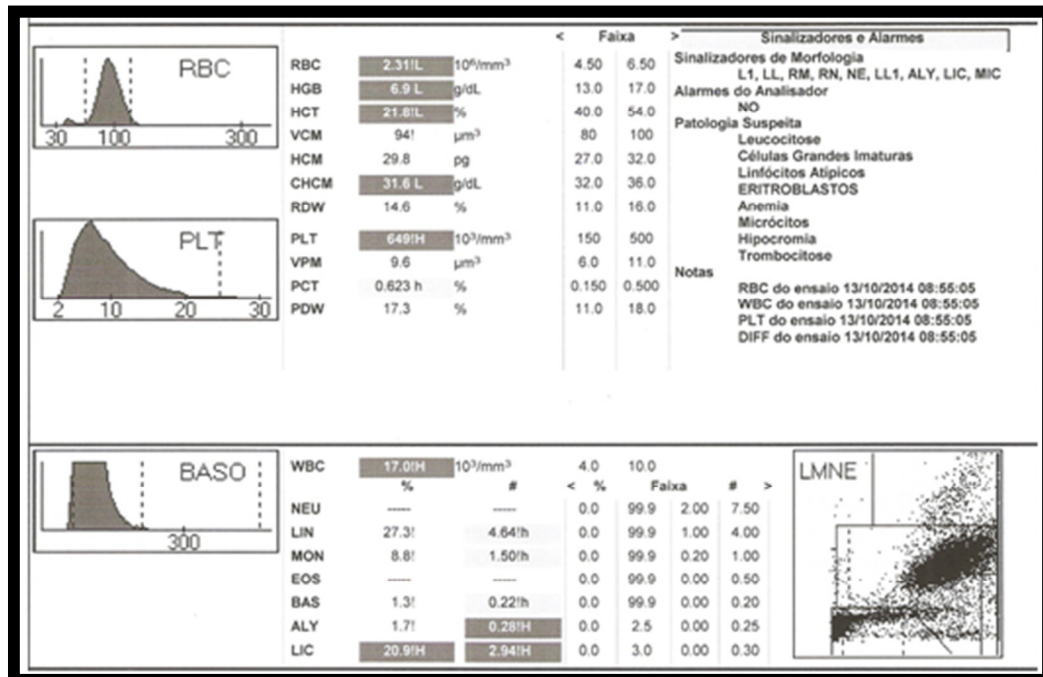 < Faixa > Sinalizadores e Alarmes
RBC
30 100 300
RBC 2.31!L 10⁶/mm³ 4.50 6.50
HGB 6.9 L g/dL 13.0 17.0
HCT 21.8!L % 40.0 54.0
VCM 94! µm³ 80 100
HCM 29.8 pg 27.0 32.0
CHCM 31.6 L g/dL 32.0 36.0
RDW 14.6 % 11.0 16.0
PLT
2 10 20 30
PLT 649!H 10³/mm³ 150 500
VPM 9.6 µm³ 6.0 11.0
PCT 0.623 h % 0.150 0.500
PDW 17.3 % 11.0 18.0
Sinalizadores de Morfologia
L1, LL, RM, RN, NE, LL1, ALY, LIC, MIC
Alarmes do Analisador
NO
Patologia Suspeita
Leucocitose
Células Grandes Imaturas
Linfócitos Atipicos
ERITROBLASTOS
Anemia
Micrócitos
Hipocromia
Trombocitose
Notas
RBC do ensaio 13/10/2014 08:55:05
WBC do ensaio 13/10/2014 08:55:05
PLT do ensaio 13/10/2014 08:55:05
DIFF do ensaio 13/10/2014 08:55:05
BASO
300
WBC 17.0!H 10³/mm³ 4.0 10.0
% # < % Faixa # >
NEU ----- ----- 0.0 99.9 2.00 7.50
LIN 27.3! 4.64!h 0.0 99.9 1.00 4.00
MON 8.8! 1.50!h 0.0 99.9 0.20 1.00
EOS ----- ----- 0.0 99.9 0.00 0.50
BAS 1.3! 0.22!h 0.0 99.9 0.00 0.20
ALY 1.7! 0.28!H 0.0 2.5 0.00 0.25
LIC 20.9!H 2.94!H 0.0 3.0 0.00 0.30
LMNE